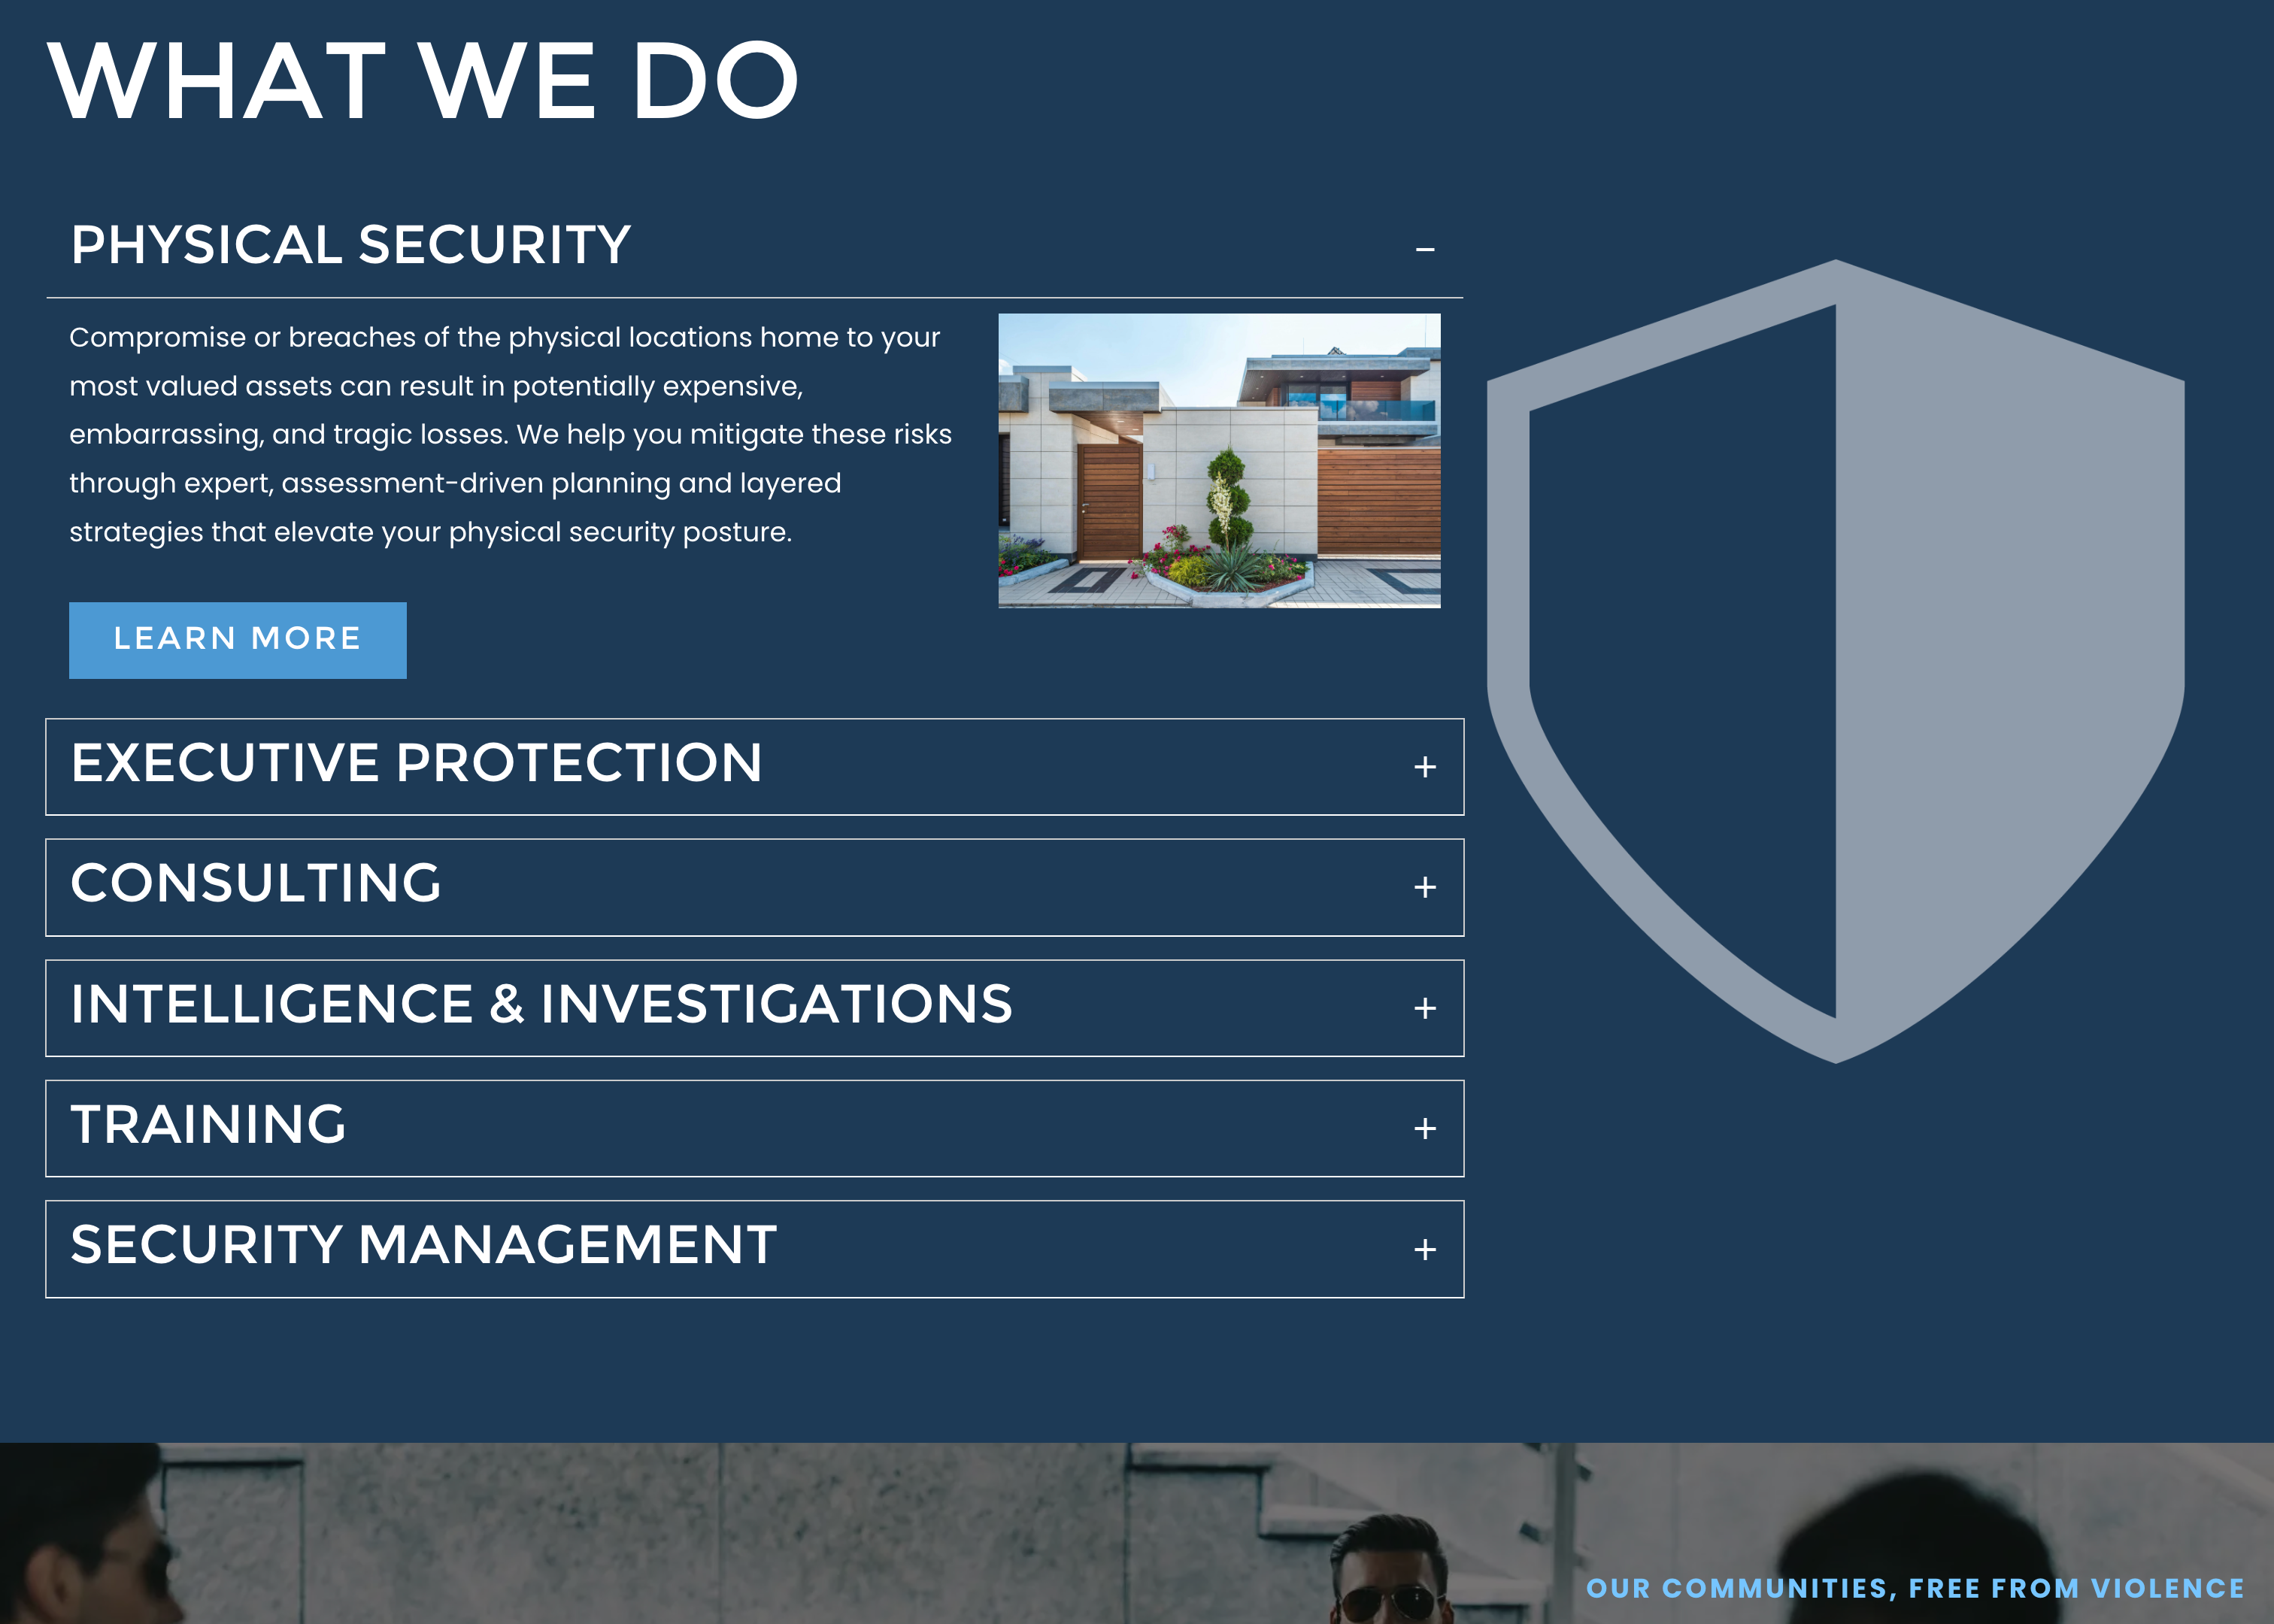 WHAT WE DO
PHYSICAL SECURITY
Compromise or breaches of the physical locations home to your
most valued assets can result in potentially expensive,
embarrassing, and tragic losses. We help you mitigate these risks
through expert, assessment-driven planning and layered
strategies that elevate your physical security posture.
LEARN MORE
EXECUTIVE PROTECTION
CONSULTING
INTELLIGENCE & INVESTIGATIONS
TRAINING
SECURITY MANAGEMENT
OUR COMMUNITIES, FREE FROM VIOLENCE